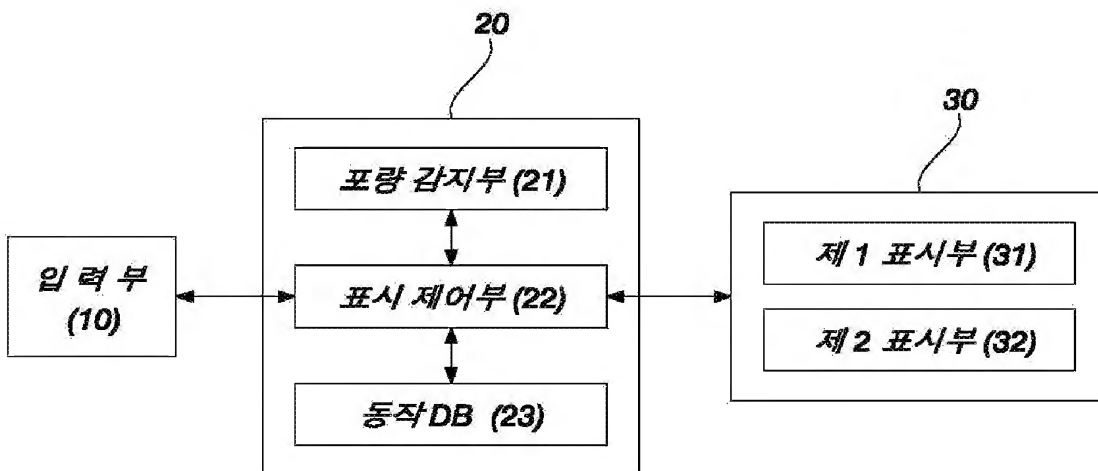 20
30
포량 감지부 (21)
제 1 표시부 (31)
입 력 부
(10)
표시 제어부 (22)
제 2 표시부 (32)
동작 DB (23)